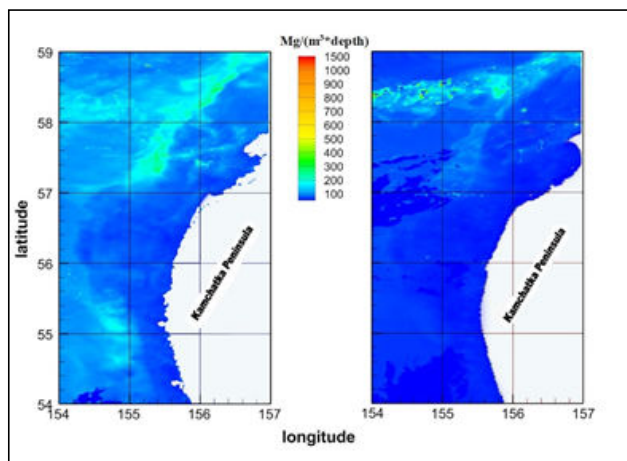 Mg/(m³*depth)
59
58
57
56
55
54
1500
1000
900
800
700
600
500
400
300
200
100
latitude
Kamchatka Peninsula
Kamchatka Peninsula
154 155 156 157
154 155 156 157
longitude